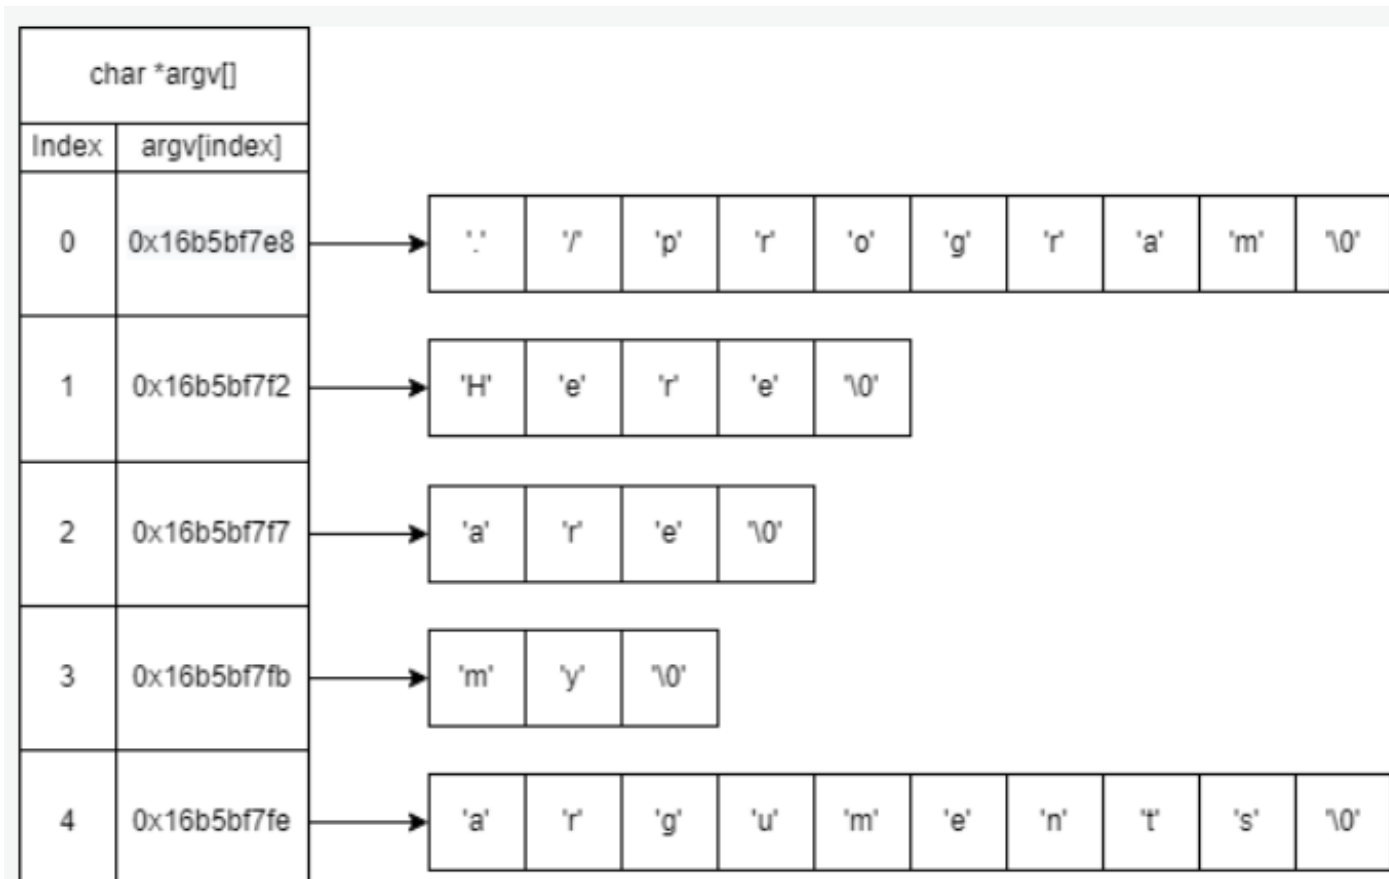 char *argv[]
Index argv[index]
0 0x16b5bf7e8 '.' '/' 'p' 'r' 'o' 'g' 'r' 'a' 'm' '\0'
1 0x16b5bf7f2 'H' 'e' 'r' 'e' '\0'
2 0x16b5bf7f7 'a' 'r' 'e' '\0'
3 0x16b5bf7fb 'm' 'y' '\0'
4 0x16b5bf7fe 'a' 'r' 'g' 'u' 'm' 'e' 'n' 't' 's' '\0'